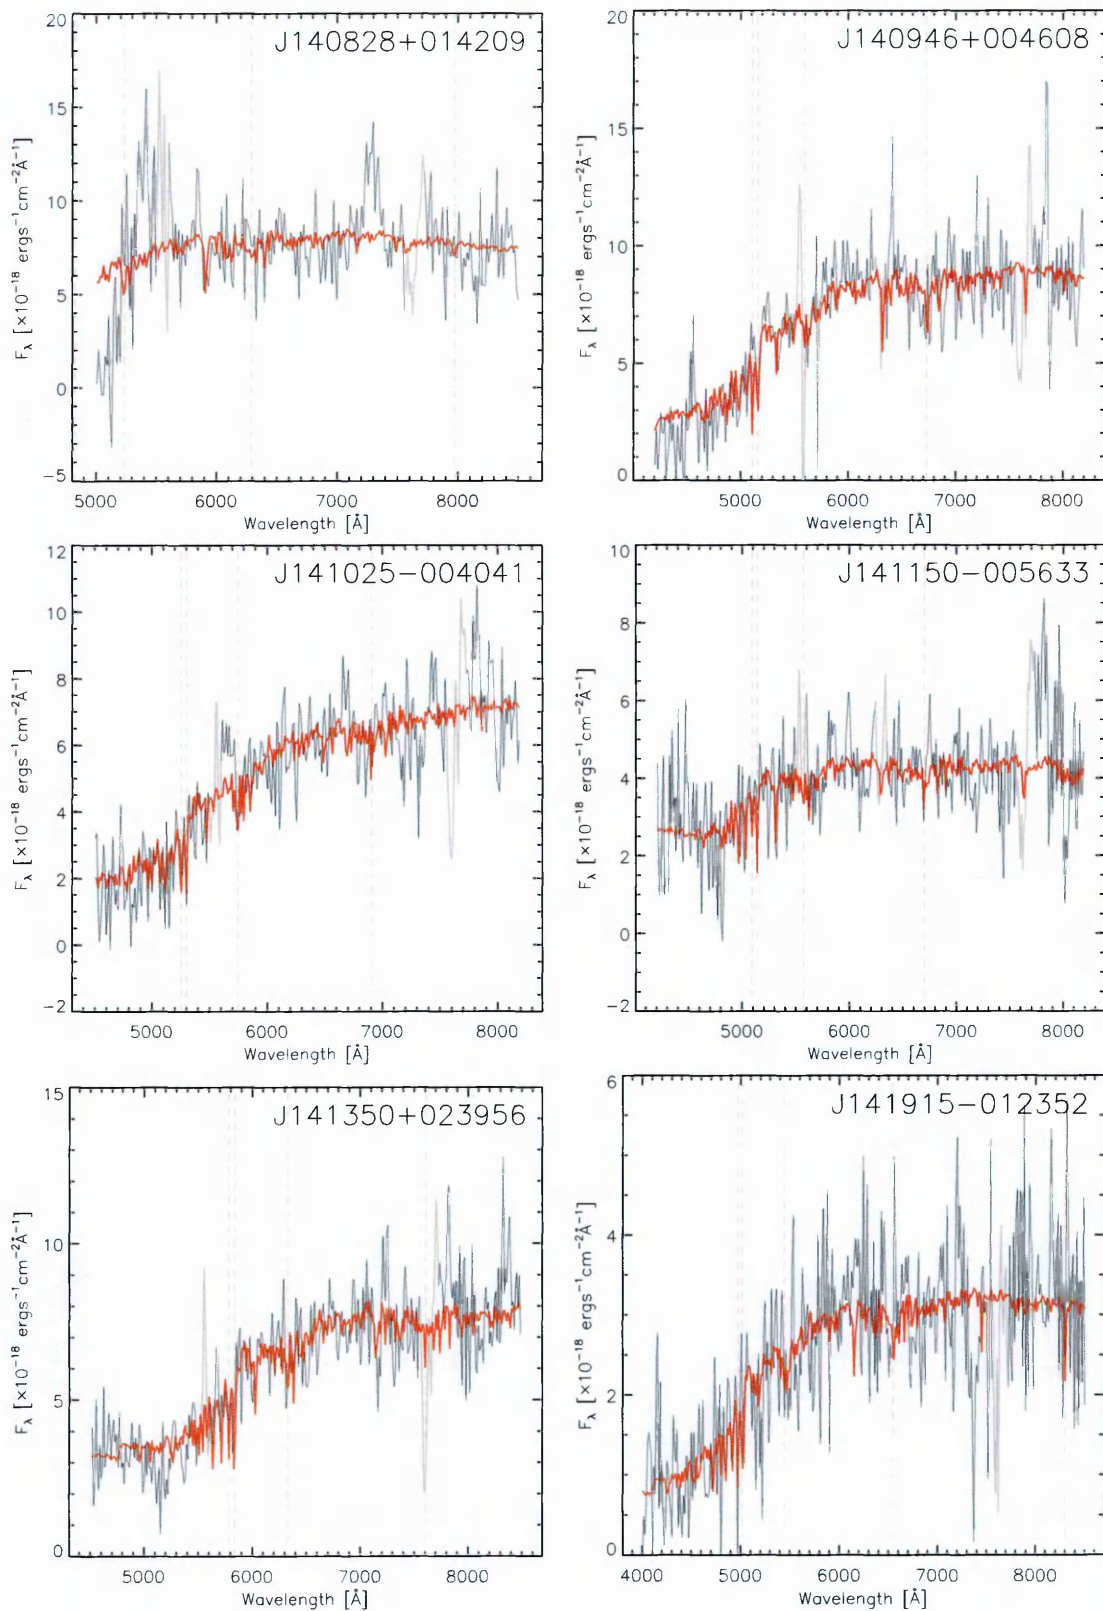 J140828+014209
20
15
10
5
0
−5
F_λ [×10⁻¹⁸ ergs⁻¹cm⁻²Å⁻¹]
5000 6000 7000 8000
Wavelength [Å]
J140946+004608
20
15
10
5
0
F_λ [×10⁻¹⁸ ergs⁻¹cm⁻²Å⁻¹]
5000 6000 7000 8000
Wavelength [Å]
J141025−004041
12
10
8
6
4
2
0
−2
F_λ [×10⁻¹⁸ ergs⁻¹cm⁻²Å⁻¹]
5000 6000 7000 8000
Wavelength [Å]
J141150−005633
10
8
6
4
2
0
−2
F_λ [×10⁻¹⁸ ergs⁻¹cm⁻²Å⁻¹]
5000 6000 7000 8000
Wavelength [Å]
J141350+023956
15
10
5
0
F_λ [×10⁻¹⁸ ergs⁻¹cm⁻²Å⁻¹]
5000 6000 7000 8000
Wavelength [Å]
J141915−012352
6
4
2
0
F_λ [×10⁻¹⁸ ergs⁻¹cm⁻²Å⁻¹]
4000 5000 6000 7000 8000
Wavelength [Å]